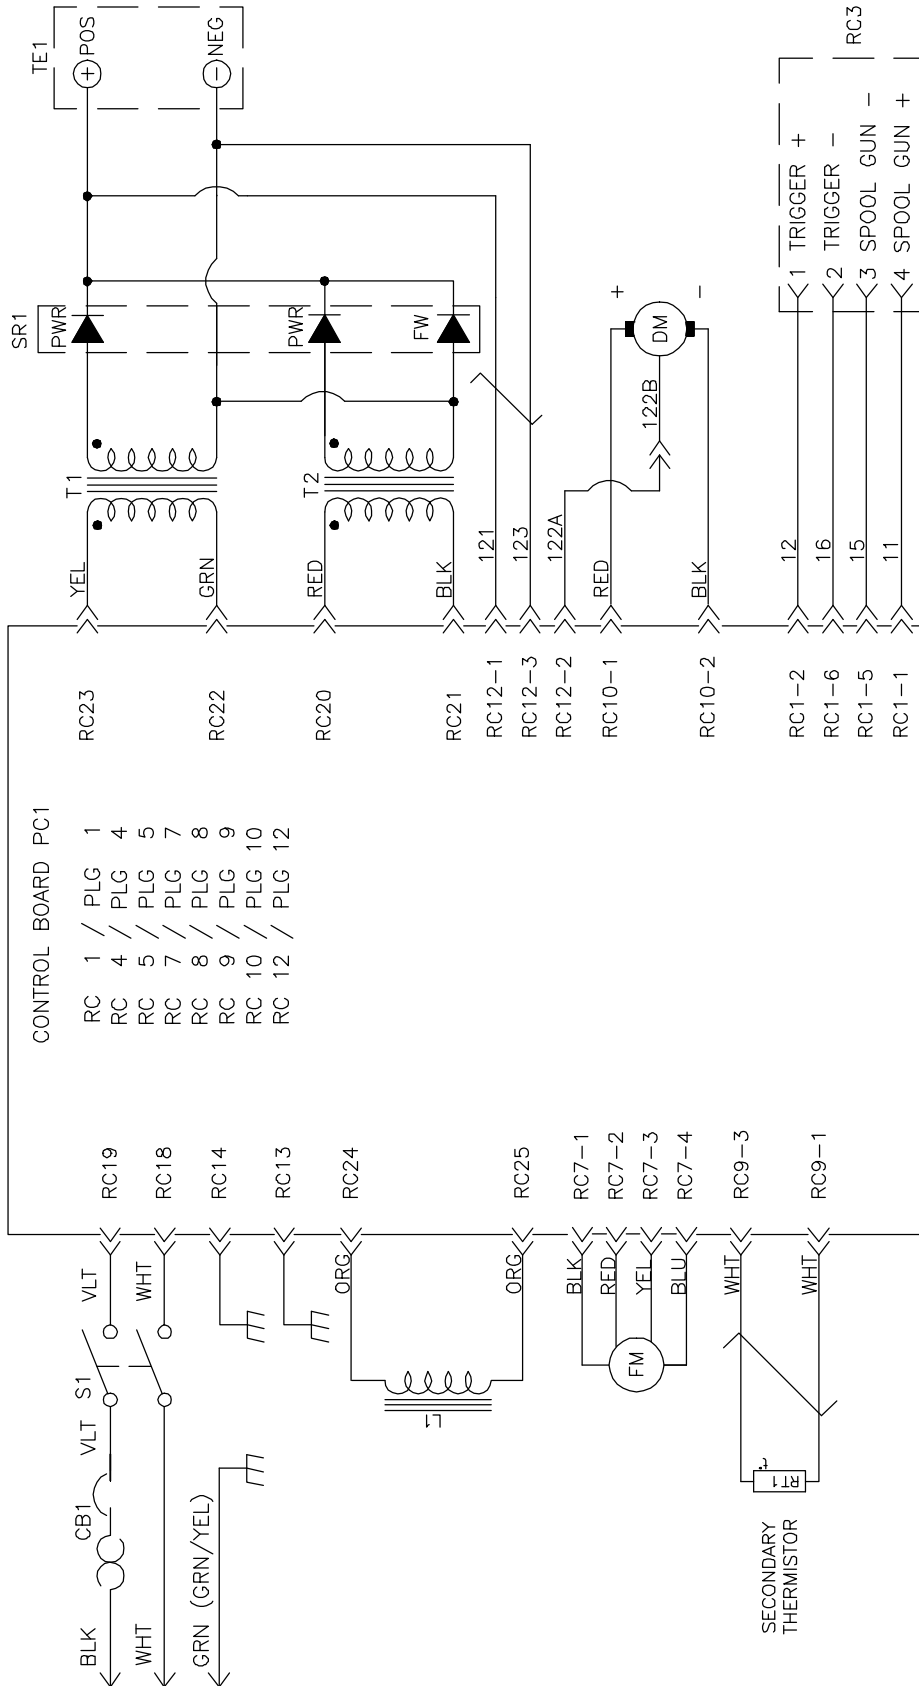 TE1
POS
NEG
SR1
PWR
PWR
FW
T1
T2
YEL
GRN
RED
BLK
121
123
122A
122B
DM
+
-
RED
BLK
12
16
15
11
RC3
1 TRIGGER +
2 TRIGGER -
3 SPOOL GUN -
4 SPOOL GUN +
RC23
RC22
RC20
RC21
RC12-1
RC12-3
RC12-2
RC10-1
RC10-2
RC1-2
RC1-6
RC1-5
RC1-1
CONTROL BOARD PC1
RC 1 / PLG 1
RC 4 / PLG 4
RC 5 / PLG 5
RC 7 / PLG 7
RC 8 / PLG 8
RC 9 / PLG 9
RC 10 / PLG 10
RC 12 / PLG 12
RC19
RC18
RC14
RC13
RC24
RC25
RC7-1
RC7-2
RC7-3
RC7-4
RC9-3
RC9-1
VLT
WHT
ORG
ORG
BLK
RED
YEL
BLU
WHT
WHT
S1
VLT
CB1
BLK
WHT
GRN (GRN/YEL)
L1
FM
RT1
t°
SECONDARY
THERMISTOR